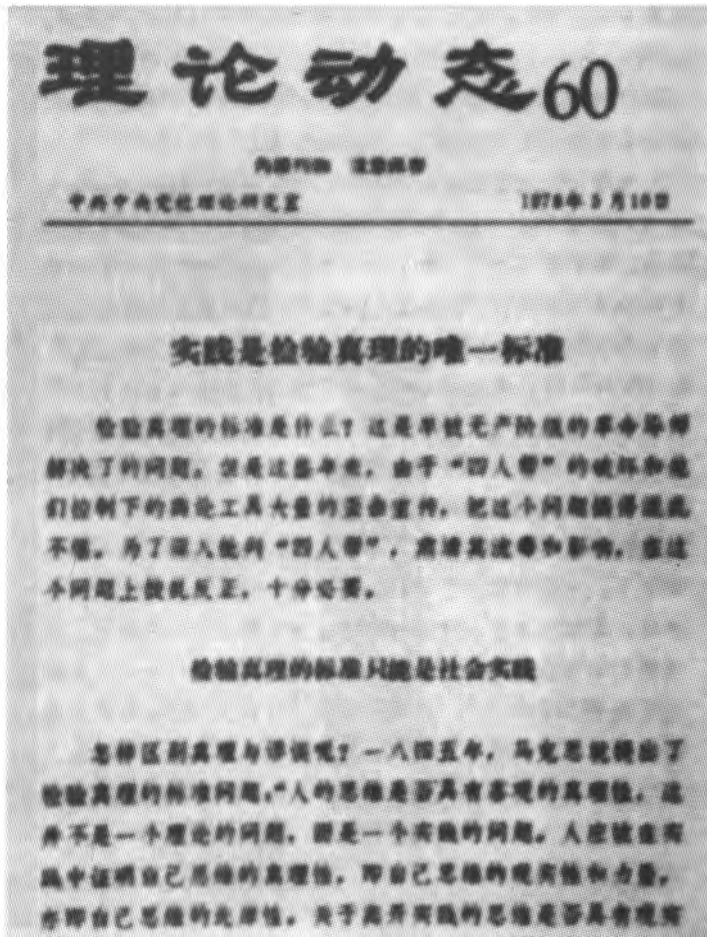 理论动态60
内部刊物 注意保存
中共中央党校理论研究室 1978年5月10日
实践是检验真理的唯一标准
检验真理的标准是什么？这是早被无产阶级的革命导师
解决了的问题。但是这些年来，由于“四人帮”的破坏和他
们控制下的舆论工具大量的歪曲宣传，把这个问题搞得混乱
不堪。为了深入批判“四人帮”，肃清其流毒和影响，在这
个问题上拨乱反正，十分必要。
检验真理的标准只能是社会实践
怎样区别真理与谬误呢？一八四五年，马克思就提出了
检验真理的标准问题：“人的思维是否具有客观的真理性，这
并不是一个理论的问题，而是一个实践的问题。人应该在实
践中证明自己思维的真理性，即自己思维的现实性和力量，
亦即自己思维的此岸性。关于离开实践的思维是否具有现实